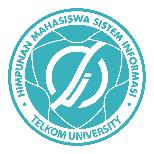 HIMPUNAN MAHASISWA SISTEM INFORMASI
TELKOM UNIVERSITY